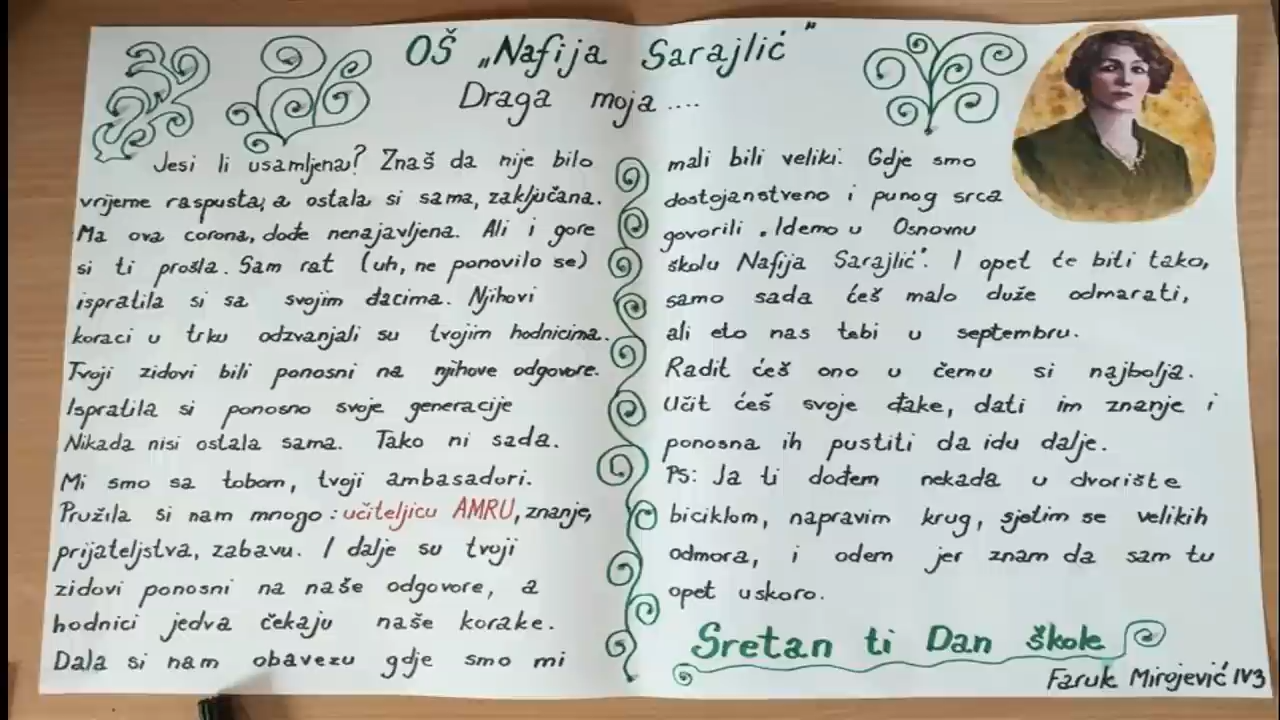 OŠ „Nafija Sarajlić"
Draga moja ....
Jesi li usamljena? Znaš da nije bilo
vrijeme raspusta, a ostala si sama, zaključana.
Ma ova corona, dođe nenajavljena. Ali i gore
si ti prošla. Sam rat (uh, ne ponovilo se)
ispratila si sa svojim đacima. Njihovi
koraci u trku odzvanjali su tvojim hodnicima.
Tvoji zidovi bili ponosni na njihove odgovore.
Ispratila si ponosno svoje generacije
Nikada nisi ostala sama. Tako ni sada.
Mi smo sa tobom, tvoji ambasadori.
Pružila si nam mnogo: učiteljicu AMRU, znanje,
prijateljstva, zabavu. I dalje su tvoji
zidovi ponosni na naše odgovore, a
hodnici jedva čekaju naše korake.
Dala si nam obavezu gdje smo mi
mali bili veliki. Gdje smo
dostojanstveno i punog srca
govorili „Idemo u Osnovnu
školu Nafija Sarajlić". I opet će biti tako,
samo sada ćeš malo duže odmarati,
ali eto nas tebi u septembru.
Radit ćeš ono u čemu si najbolja.
Učit ćeš svoje đake, dati im znanje i
ponosna ih pustiti da idu dalje.
PS: Ja ti dođem nekada u dvorište
biciklom, napravim krug, sjetim se velikih
odmora, i odem jer znam da sam tu
opet uskoro.
Sretan ti Dan škole
Faruk Mirojević IV3